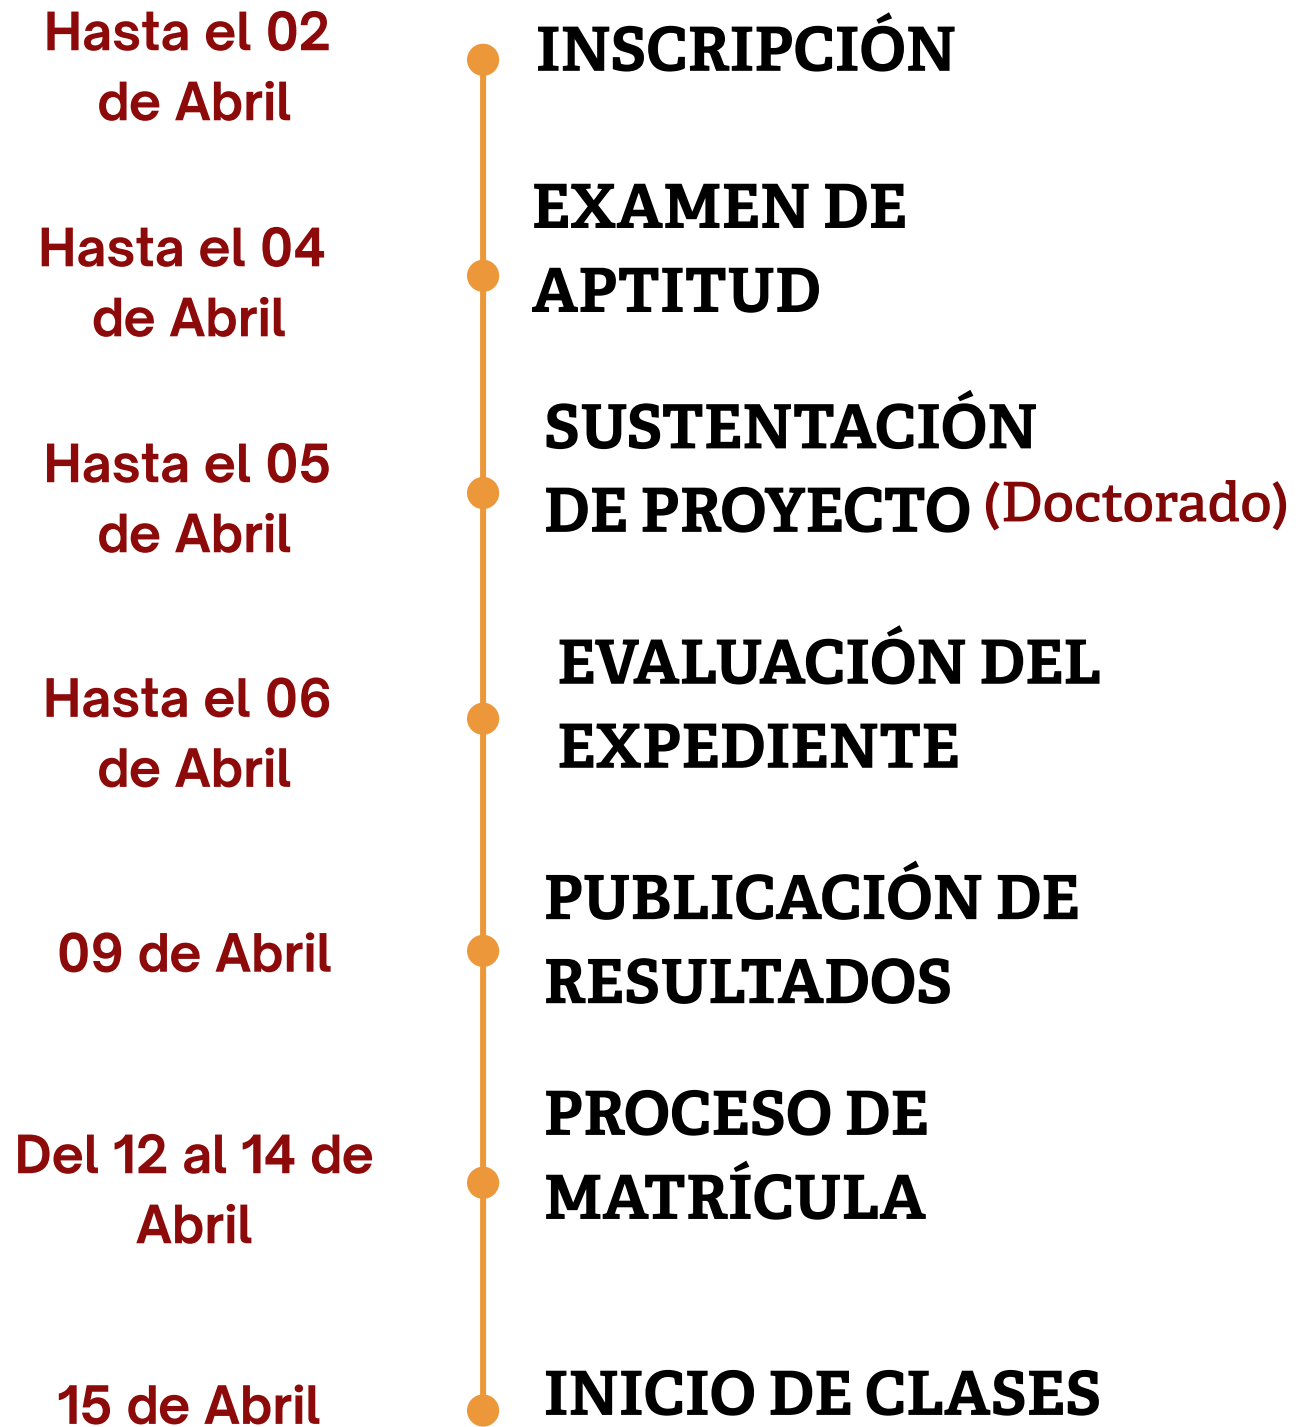 Hasta el 02
de Abril
INSCRIPCIÓN
Hasta el 04
de Abril
EXAMEN DE
APTITUD
Hasta el 05
de Abril
SUSTENTACIÓN
DE PROYECTO (Doctorado)
Hasta el 06
de Abril
EVALUACIÓN DEL
EXPEDIENTE
09 de Abril
PUBLICACIÓN DE
RESULTADOS
Del 12 al 14 de
Abril
PROCESO DE
MATRÍCULA
15 de Abril
INICIO DE CLASES